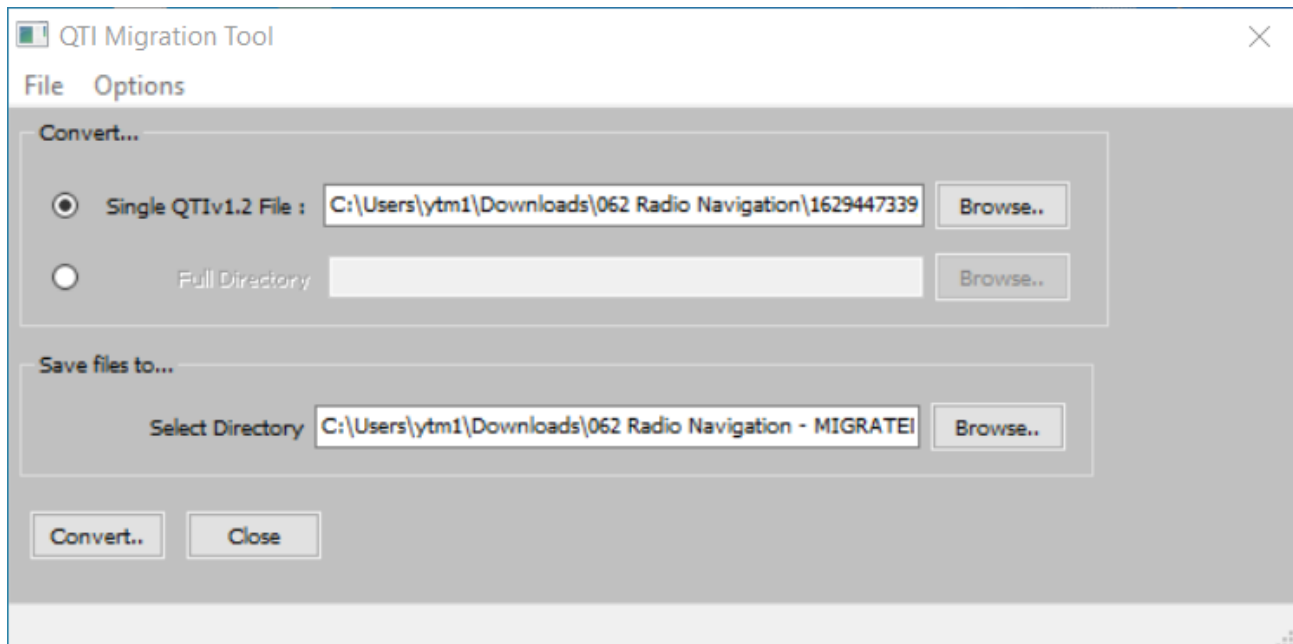 QTI Migration Tool
File Options
Convert...
Single QTIv1.2 File : C:\Users\ytm1\Downloads\062 Radio Navigation\1629447339 Browse..
Full Directory Browse..
Save files to...
Select Directory C:\Users\ytm1\Downloads\062 Radio Navigation - MIGRATE Browse..
Convert.. Close